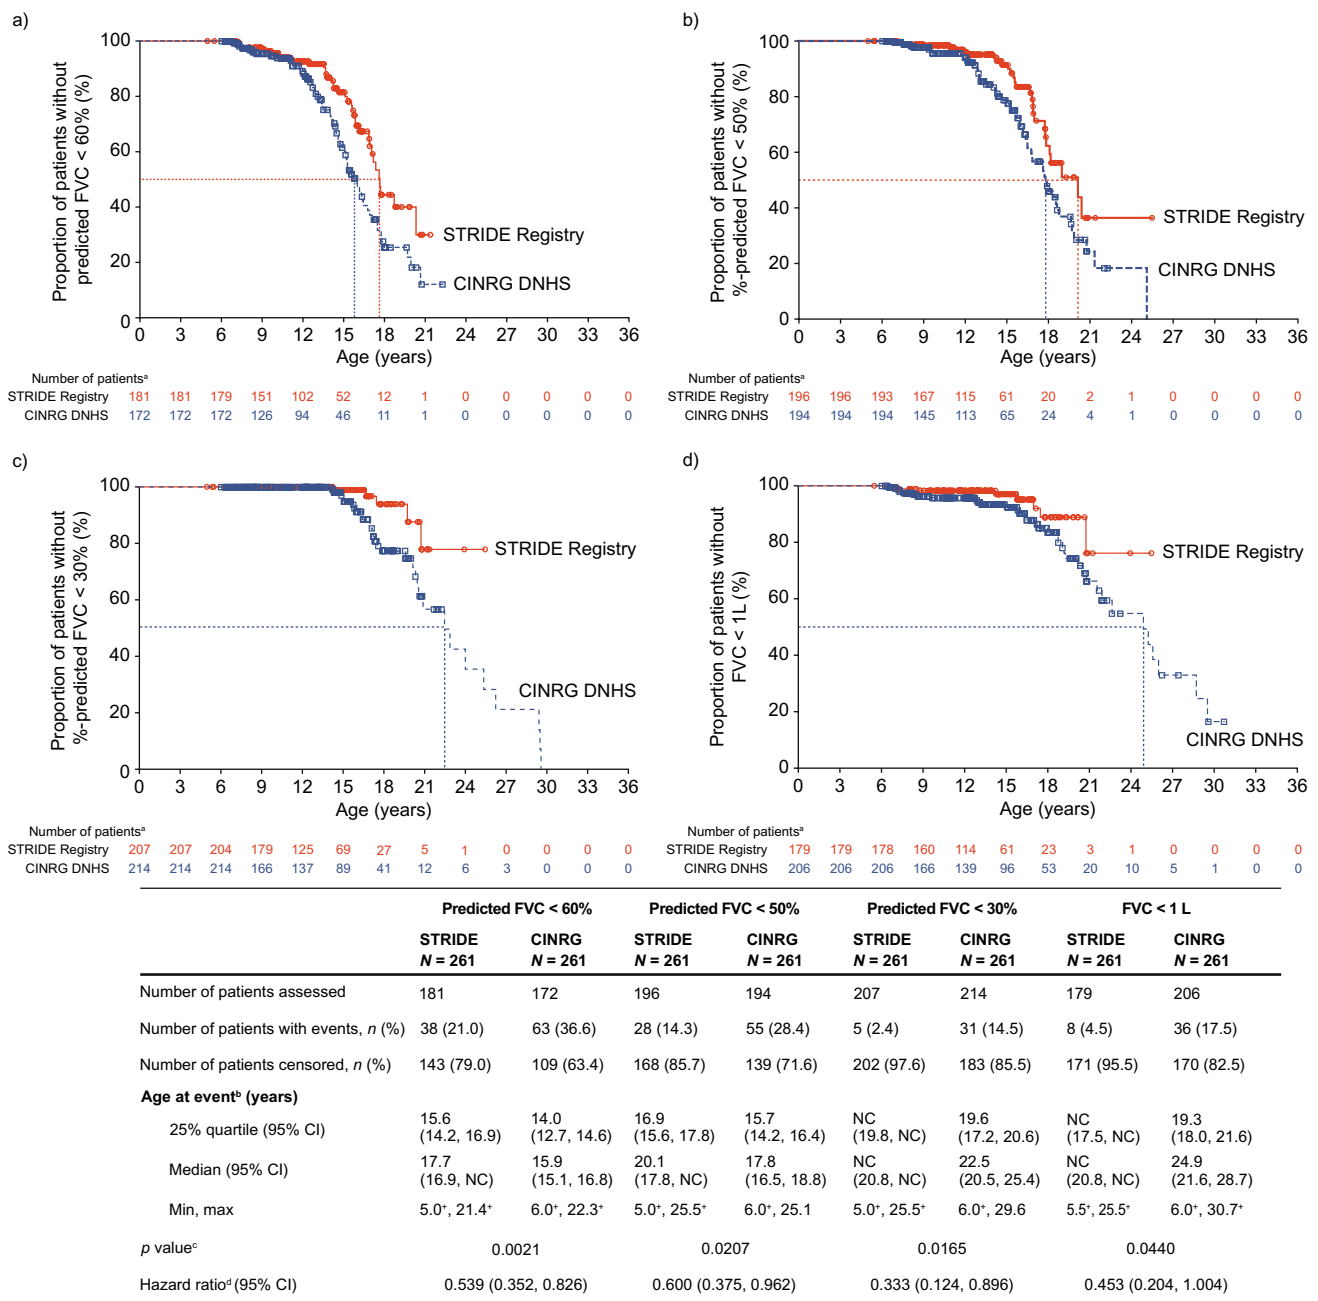 a)
Proportion of patients without
predicted FVC < 60% (%)
100
80
60
40
20
0
STRIDE Registry
CINRG DNHS
0 3 6 9 12 15 18 21 24 27 30 33 36
Age (years)
Number of patientsa
STRIDE Registry 181 181 179 151 102 52 12 1 0 0 0 0 0
CINRG DNHS 172 172 172 126 94 46 11 1 0 0 0 0 0
b)
Proportion of patients without
%-predicted FVC < 50% (%)
100
80
60
40
20
0
STRIDE Registry
CINRG DNHS
0 3 6 9 12 15 18 21 24 27 30 33 36
Age (years)
Number of patientsa
STRIDE Registry 196 196 193 167 115 61 20 2 1 0 0 0 0
CINRG DNHS 194 194 194 145 113 65 24 4 1 0 0 0 0
c)
Proportion of patients without
%-predicted FVC < 30% (%)
100
80
60
40
20
0
STRIDE Registry
CINRG DNHS
0 3 6 9 12 15 18 21 24 27 30 33 36
Age (years)
Number of patientsa
STRIDE Registry 207 207 204 179 125 69 27 5 1 0 0 0 0
CINRG DNHS 214 214 214 166 137 89 41 12 6 3 0 0 0
d)
Proportion of patients without
FVC < 1L (%)
100
80
60
40
20
0
STRIDE Registry
CINRG DNHS
0 3 6 9 12 15 18 21 24 27 30 33 36
Age (years)
Number of patientsa
STRIDE Registry 179 179 178 160 114 61 23 3 1 0 0 0 0
CINRG DNHS 206 206 206 166 139 96 53 20 10 5 1 0 0
Predicted FVC < 60% Predicted FVC < 50% Predicted FVC < 30% FVC < 1 L
STRIDE CINRG STRIDE CINRG STRIDE CINRG STRIDE CINRG
N = 261 N = 261 N = 261 N = 261 N = 261 N = 261 N = 261 N = 261
Number of patients assessed 181 172 196 194 207 214 179 206
Number of patients with events, n (%) 38 (21.0) 63 (36.6) 28 (14.3) 55 (28.4) 5 (2.4) 31 (14.5) 8 (4.5) 36 (17.5)
Number of patients censored, n (%) 143 (79.0) 109 (63.4) 168 (85.7) 139 (71.6) 202 (97.6) 183 (85.5) 171 (95.5) 170 (82.5)
Age at eventb (years)
25% quartile (95% CI) 15.6 14.0 16.9 15.7 NC 19.6 NC 19.3
(14.2, 16.9) (12.7, 14.6) (15.6, 17.8) (14.2, 16.4) (19.8, NC) (17.2, 20.6) (17.5, NC) (18.0, 21.6)
Median (95% CI) 17.7 15.9 20.1 17.8 NC 22.5 NC 24.9
(16.9, NC) (15.1, 16.8) (17.8, NC) (16.5, 18.8) (20.8, NC) (20.5, 25.4) (20.8, NC) (21.6, 28.7)
Min, max 5.0+, 21.4+ 6.0+, 22.3+ 5.0+, 25.5+ 6.0+, 25.1 5.0+, 25.5+ 6.0+, 29.6 5.5+, 25.5+ 6.0+, 30.7+
p valuec 0.0021 0.0207 0.0165 0.0440
Hazard ratiod (95% CI) 0.539 (0.352, 0.826) 0.600 (0.375, 0.962) 0.333 (0.124, 0.896) 0.453 (0.204, 1.004)